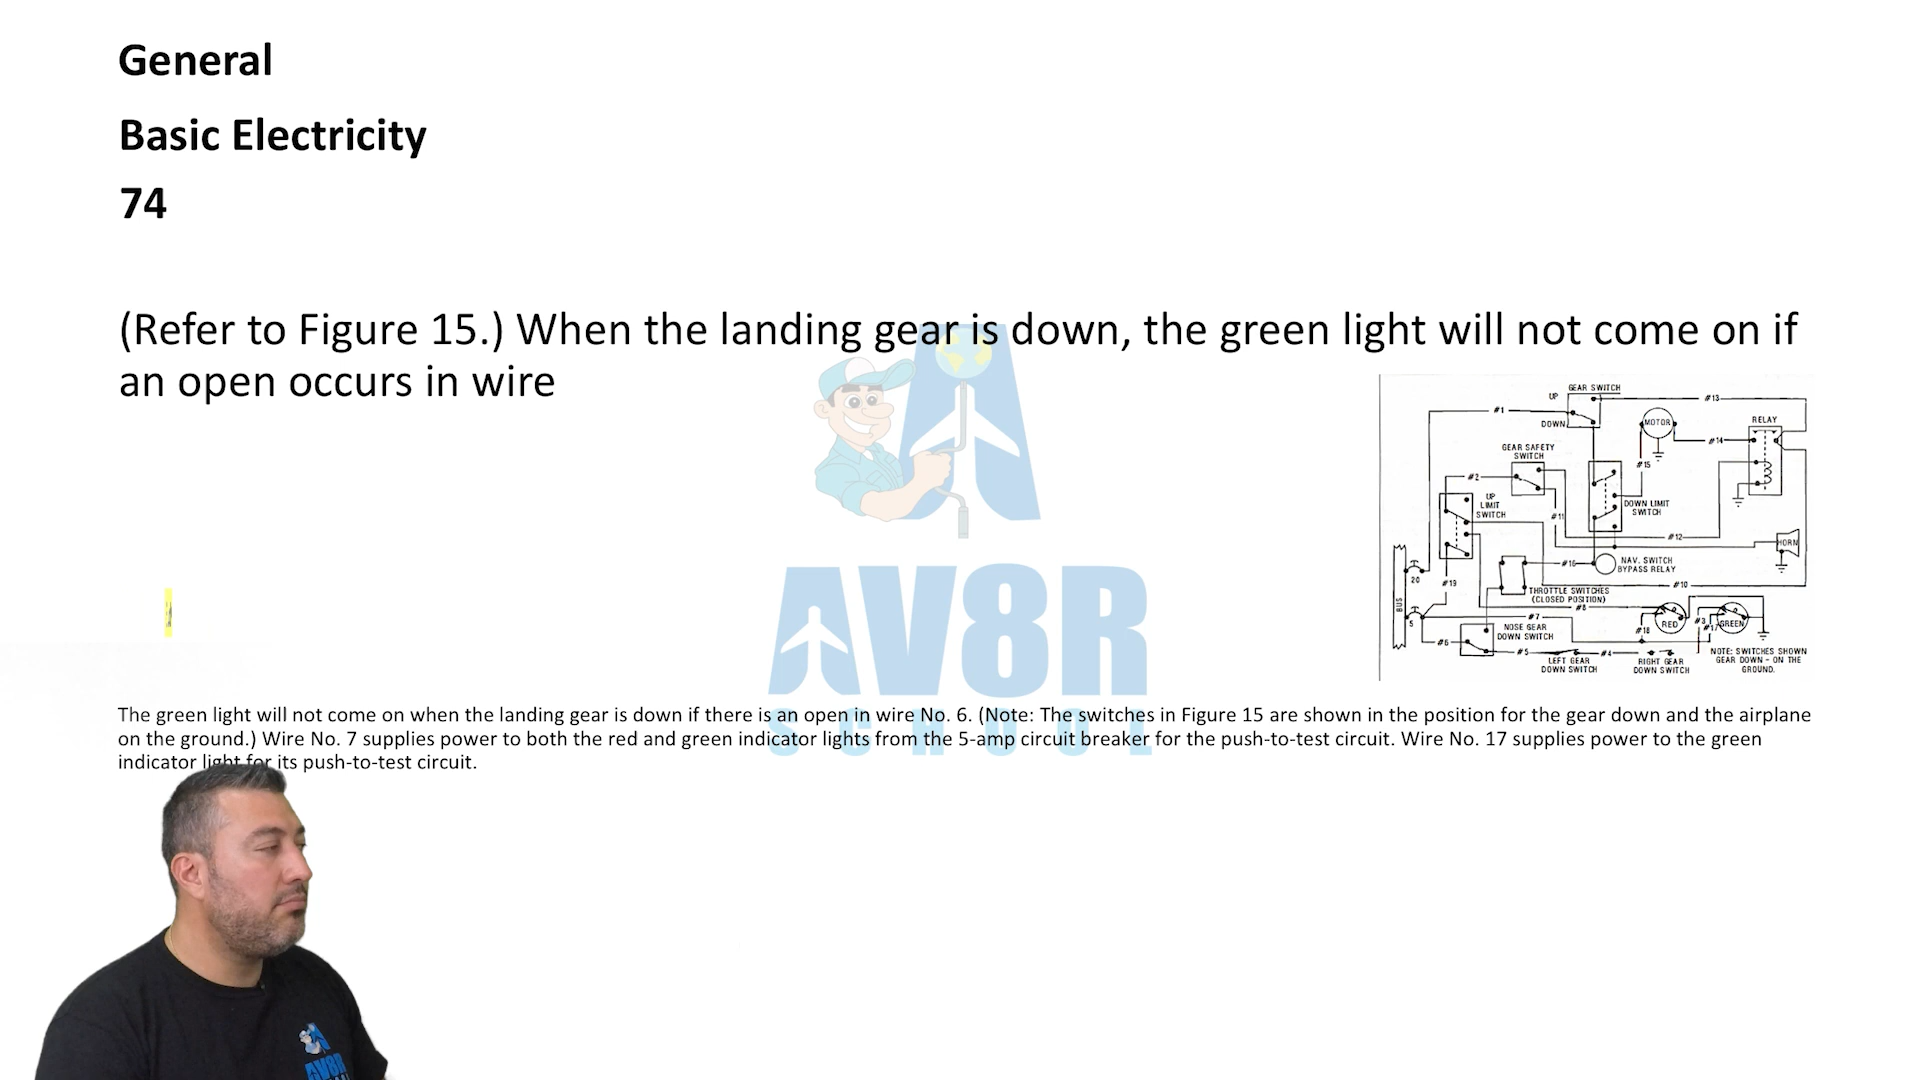 General
Basic Electricity
74
(Refer to Figure 15.) When the landing gear is down, the green light will not come on if
an open occurs in wire
GEAR SWITCH
UP
#13
#1
DOWN
MOTOR
RELAY
#14
GEAR SAFETY
SWITCH
#15
#2
UP
LIMIT
SWITCH
DOWN LIMIT
SWITCH
#11
#12
HORN
NAV. SWITCH
BYPASS RELAY
#16
20
#19
#10
THROTTLE SWITCHES
(CLOSED POSITION)
#8
BUS
5
#7
RED
#3
#17
GREEN
#18
NOSE GEAR
DOWN SWITCH
#6
#5
#4
LEFT GEAR
DOWN SWITCH
RIGHT GEAR
DOWN SWITCH
NOTE: SWITCHES SHOWN
GEAR DOWN - ON THE
GROUND.
AV8R
SCHOOL
The green light will not come on when the landing gear is down if there is an open in wire No. 6. (Note: The switches in Figure 15 are shown in the position for the gear down and the airplane
on the ground.) Wire No. 7 supplies power to both the red and green indicator lights from the 5-amp circuit breaker for the push-to-test circuit. Wire No. 17 supplies power to the green
indicator light for its push-to-test circuit.
AV8R